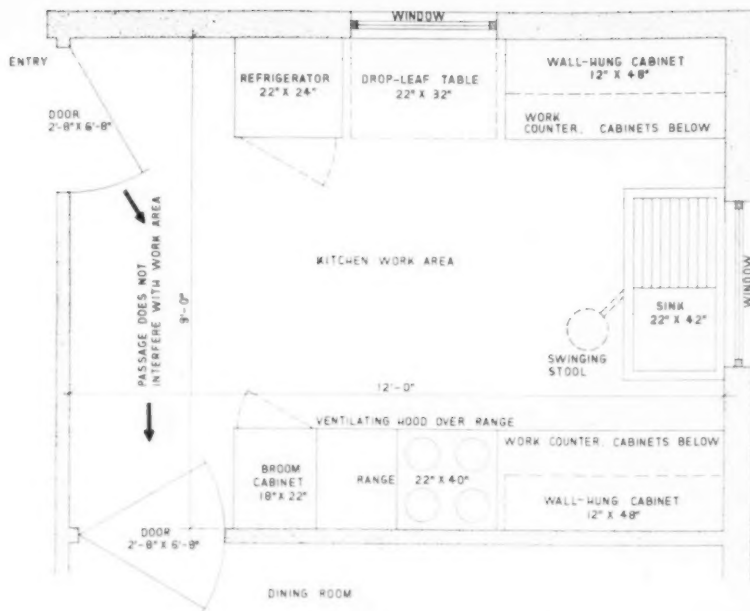 WINDOW
ENTRY
REFRIGERATOR
22" X 24"
DROP-LEAF TABLE
22" X 32"
WALL-HUNG CABINET
12" X 48"
DOOR
2'-8" X 6'-8"
WORK
COUNTER, CABINETS BELOW
PASSAGE DOES NOT
INTERFERE WITH WORK AREA
9'-0"
KITCHEN WORK AREA
WINDOW
SINK
22" X 42"
SWINGING
STOOL
12'-0"
VENTILATING HOOD OVER RANGE
BROOM
CABINET
18" X 22"
RANGE
22" X 40"
WORK COUNTER, CABINETS BELOW
WALL-HUNG CABINET
12" X 48"
DOOR
2'-8" X 6'-8"
DINING ROOM